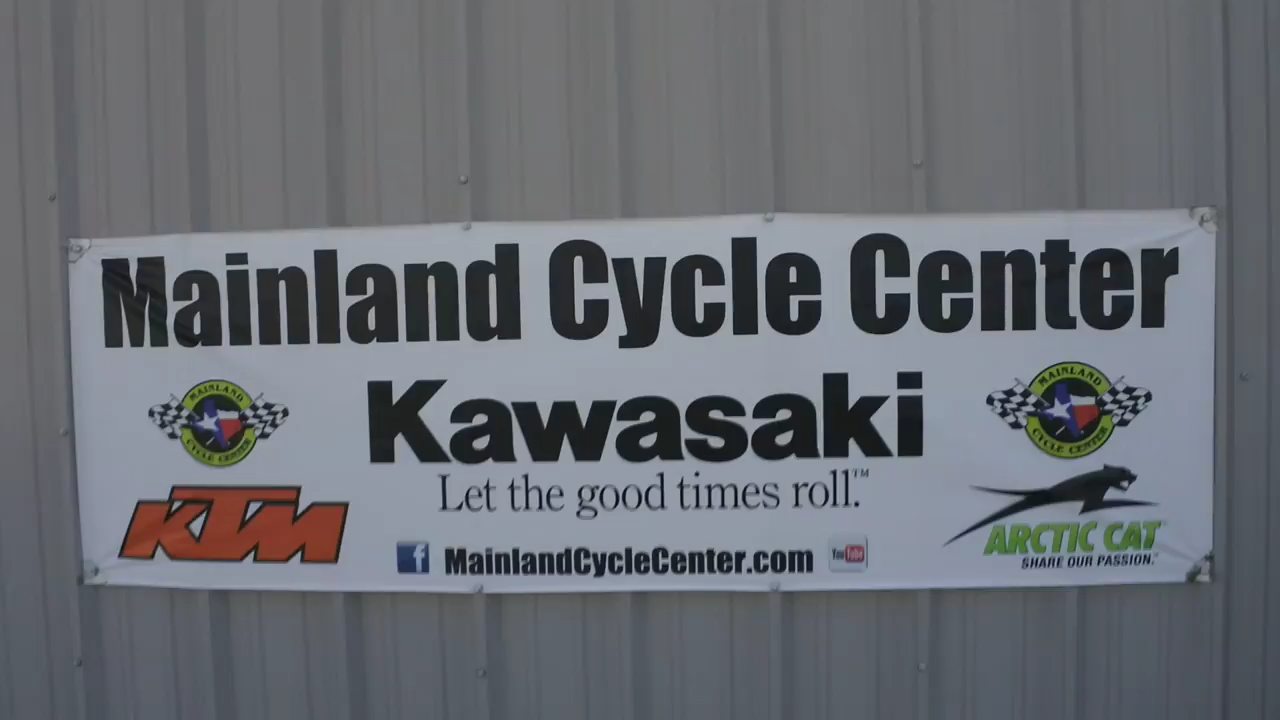 Mainland Cycle Center
MAINLAND
CYCLE CENTER
Kawasaki
MAINLAND
CYCLE CENTER
Let the good times roll.™
KTM
ARCTIC CAT
SHARE OUR PASSION.
f MainlandCycleCenter.com YouTube